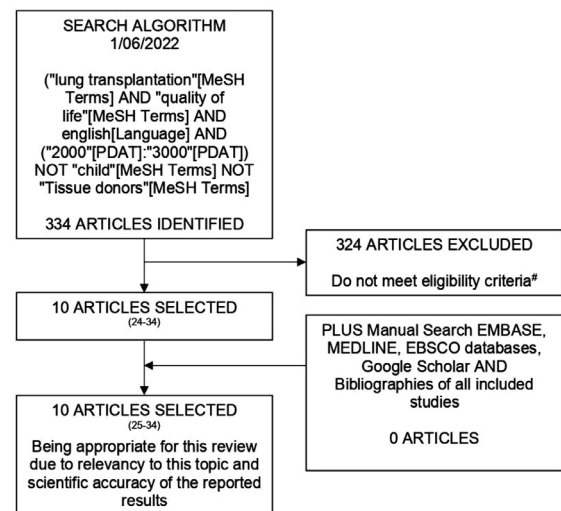 SEARCH ALGORITHM
1/06/2022
("lung transplantation"[MeSH
Terms] AND "quality of
life"[MeSH Terms] AND
english[Language] AND
("2000"[PDAT]:"3000"[PDAT])
NOT "child"[MeSH Terms] NOT
"Tissue donors"[MeSH Terms]
334 ARTICLES IDENTIFIED
324 ARTICLES EXCLUDED
Do not meet eligibility criteria#
10 ARTICLES SELECTED
(24-34)
PLUS Manual Search EMBASE,
MEDLINE, EBSCO databases,
Google Scholar AND
Bibliographies of all included
studies
0 ARTICLES
10 ARTICLES SELECTED
(25-34)
Being appropriate for this review
due to relevancy to this topic and
scientific accuracy of the reported
results